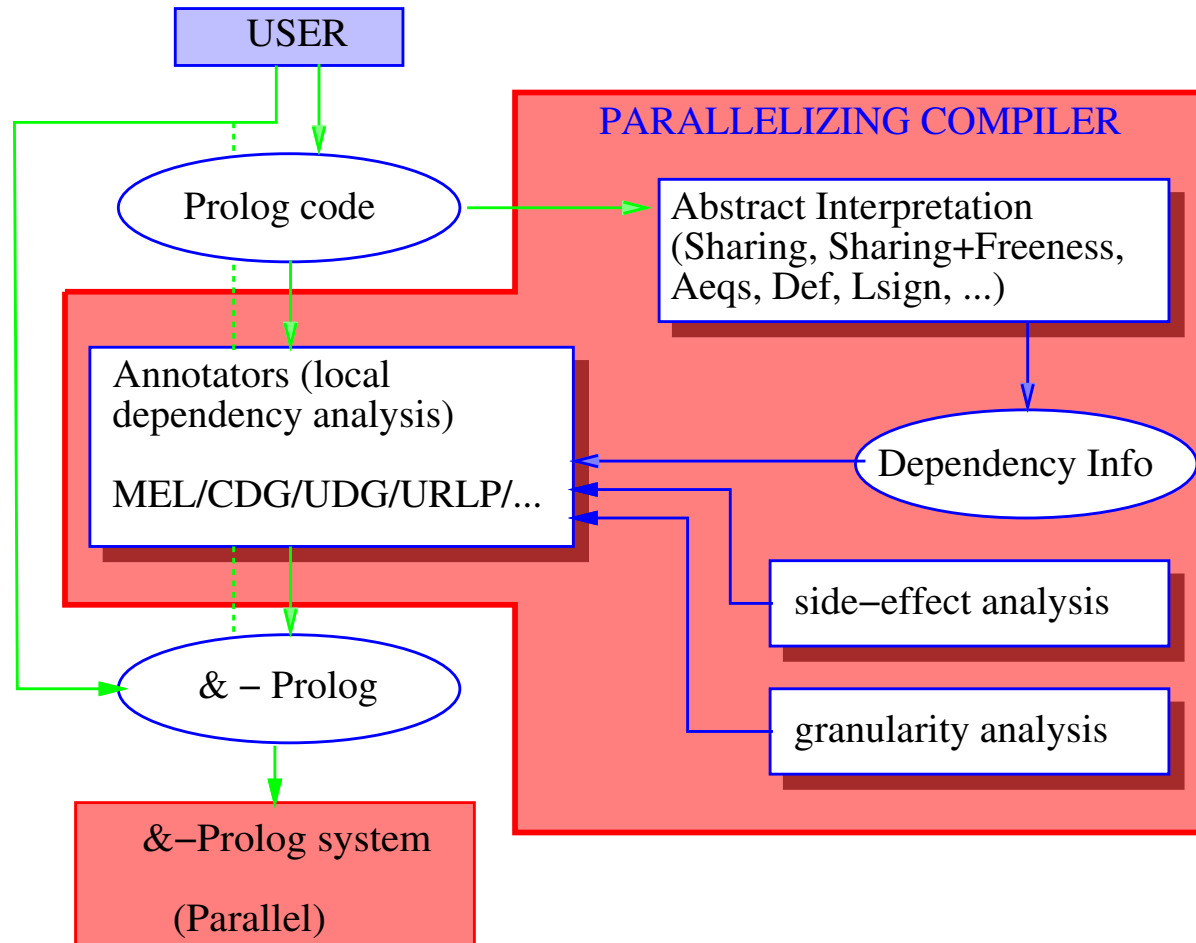 USER
PARALLELIZING COMPILER
Prolog code
Abstract Interpretation
(Sharing, Sharing+Freeness,
Aeqs, Def, Lsign, ...)
Annotators (local
dependency analysis)
MEL/CDG/UDG/URLP/...
Dependency Info
side−effect analysis
& − Prolog
granularity analysis
&−Prolog system
(Parallel)